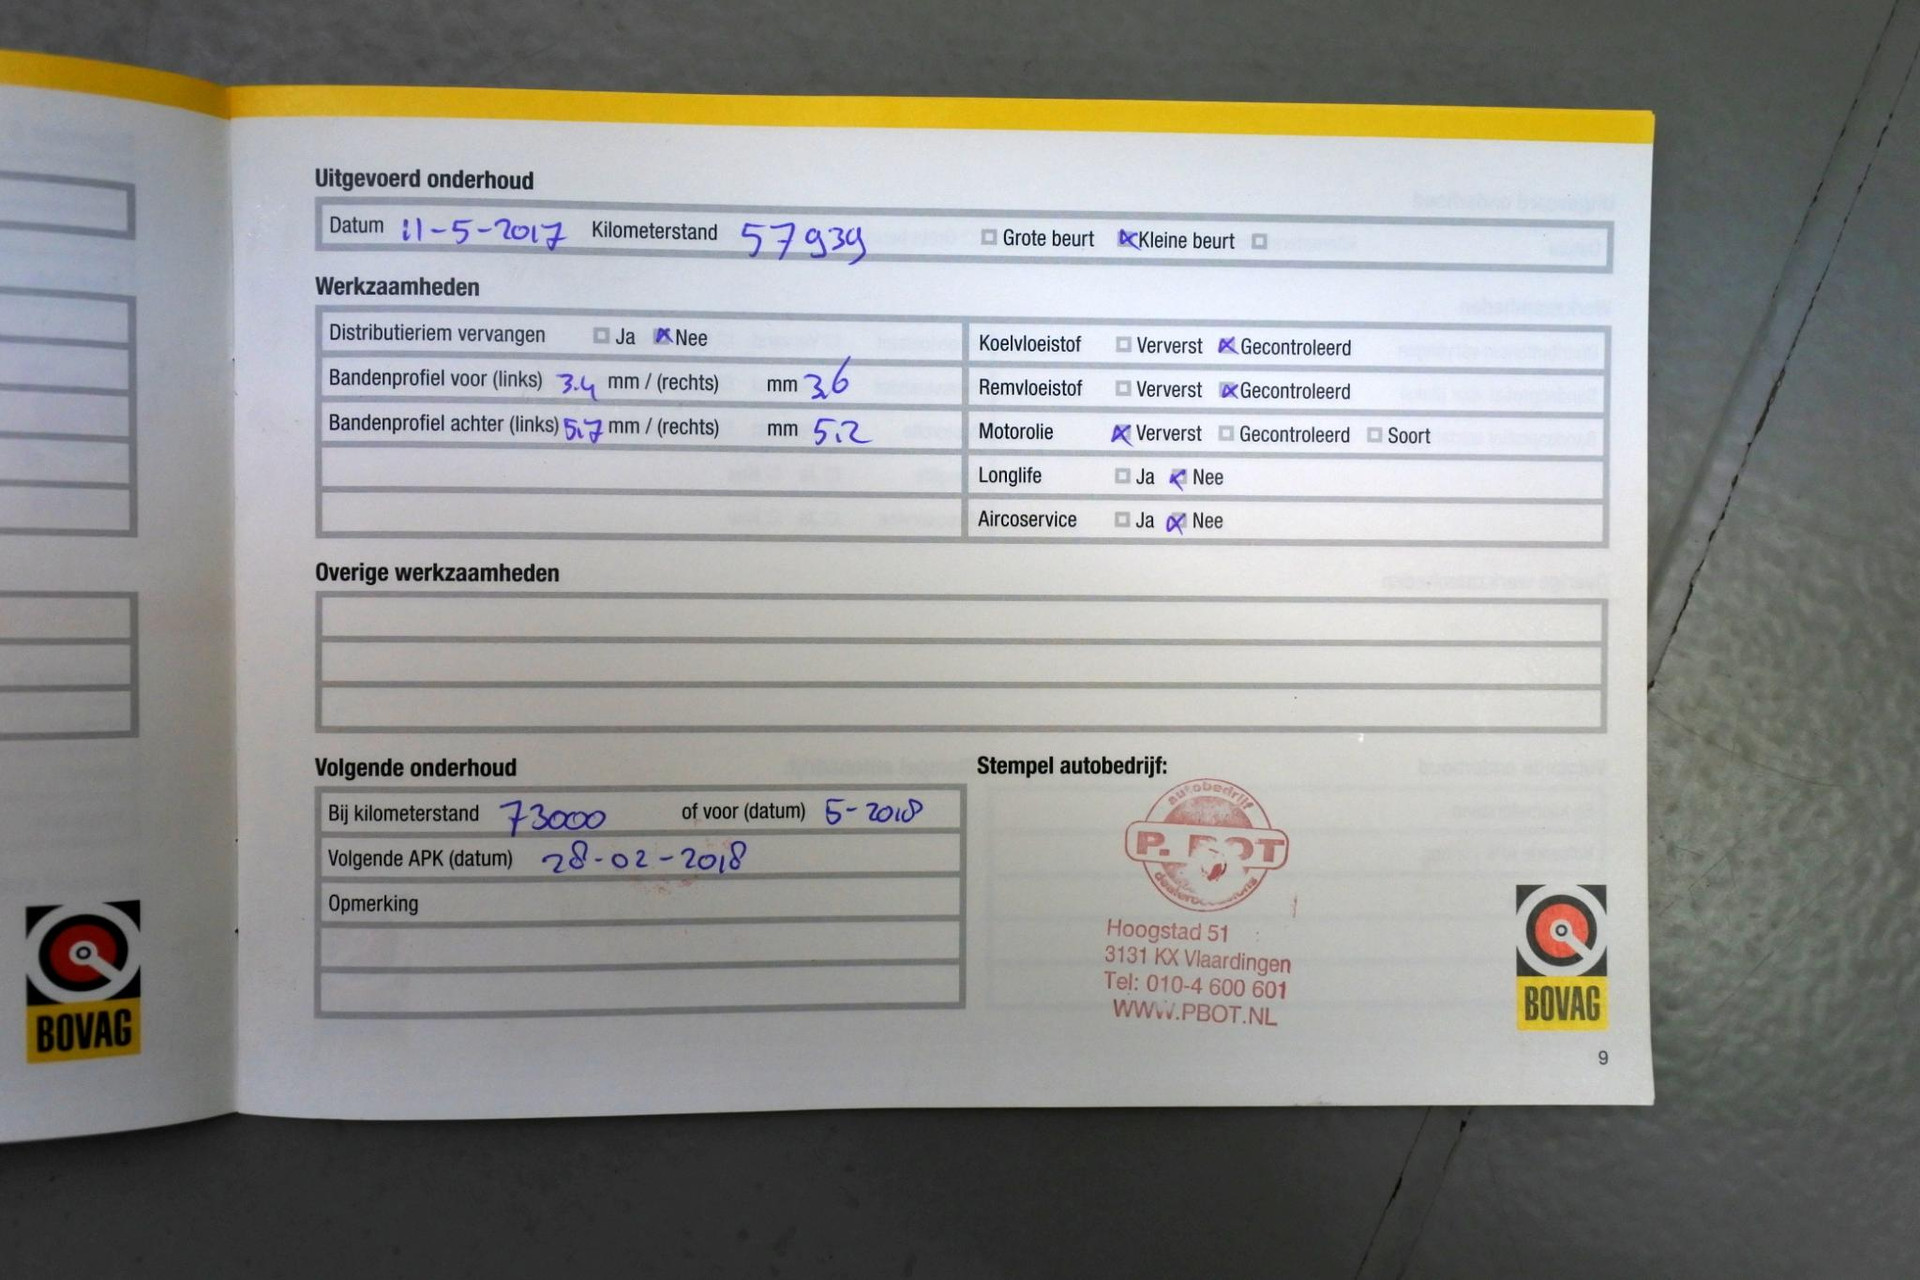 Uitgevoerd onderhoud
Datum 11-5-2017 Kilometerstand 57939 Grote beurt Kleine beurt
Werkzaamheden
Distributieriem vervangen Ja Nee
Bandenprofiel voor (links) 3.4 mm / (rechts) mm 3.6
Bandenprofiel achter (links) 5.7 mm / (rechts) mm 5.2
Koelvloeistof Ververst Gecontroleerd
Remvloeistof Ververst Gecontroleerd
Motorolie Ververst Gecontroleerd Soort
Longlife Ja Nee
Aircoservice Ja Nee
Overige werkzaamheden
Volgende onderhoud
Bij kilometerstand 73000 of voor (datum) 5-2018
Volgende APK (datum) 28-02-2018
Opmerking
Stempel autobedrijf:
autobedrijf
P. BOT
Hoogstad 51
3131 KX Vlaardingen
Tel: 010-4 600 601
WWW.PBOT.NL
BOVAG
BOVAG
9